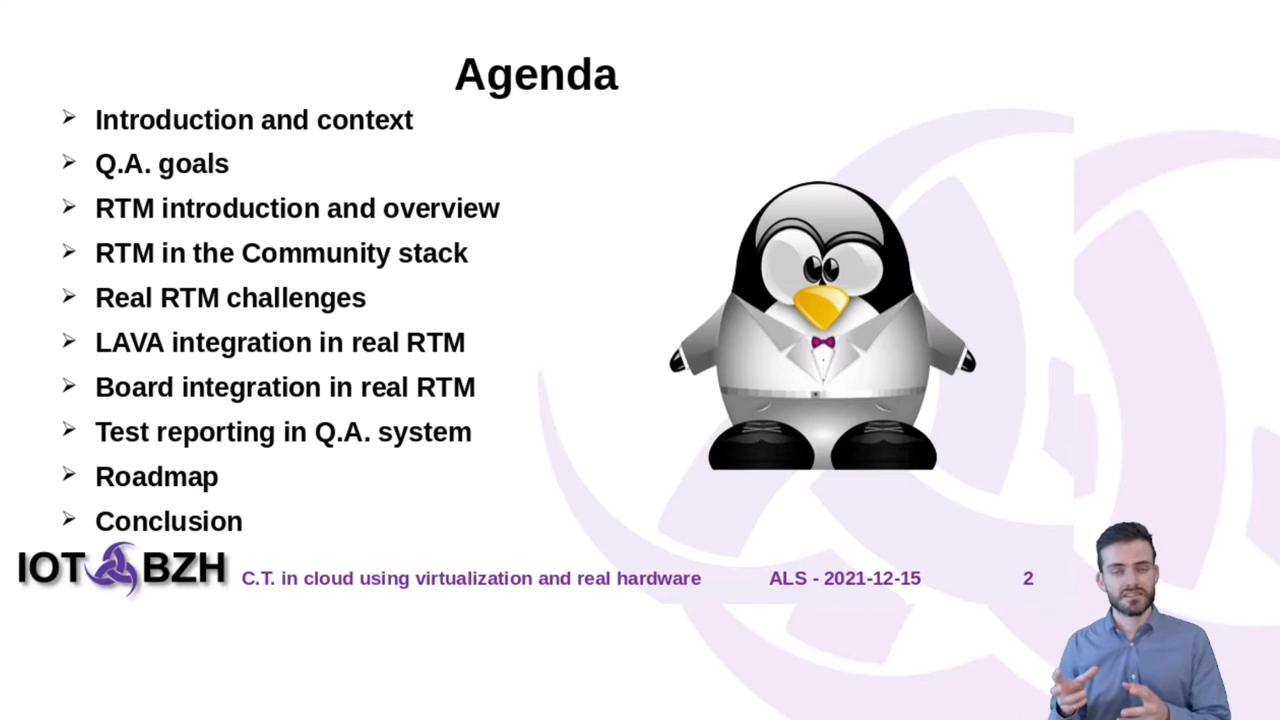 Agenda
Introduction and context
Q.A. goals
RTM introduction and overview
RTM in the Community stack
Real RTM challenges
LAVA integration in real RTM
Board integration in real RTM
Test reporting in Q.A. system
Roadmap
Conclusion
IOT BZH C.T. in cloud using virtualization and real hardware ALS - 2021-12-15 2